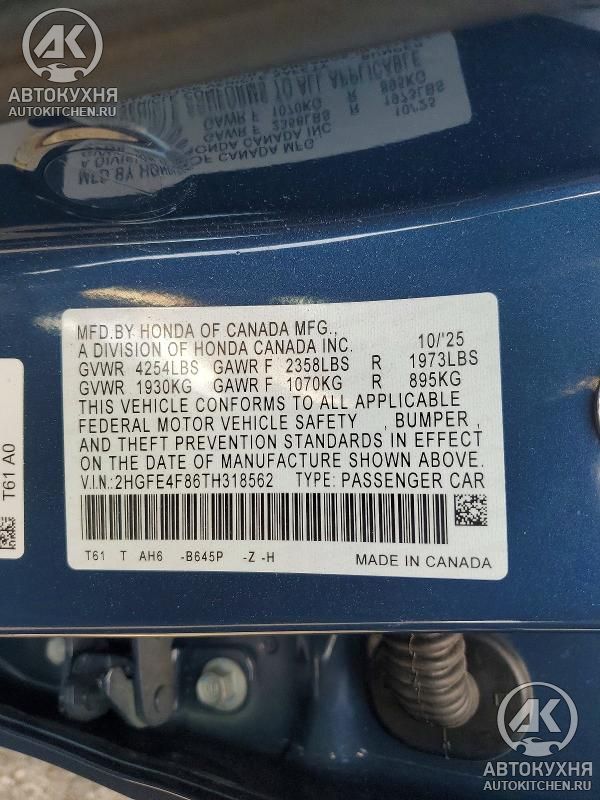 AK
АВТОКУХНЯ
AUTOKITCHEN.RU
MFD.BY HONDA OF CANADA MFG.,
A DIVISION OF HONDA CANADA INC. 10/'25
GVWR 4254LBS GAWR F 2358LBS R 1973LBS
GVWR 1930KG GAWR F 1070KG R 895KG
THIS VEHICLE CONFORMS TO ALL APPLICABLE
FEDERAL MOTOR VEHICLE SAFETY , BUMPER,
AND THEFT PREVENTION STANDARDS IN EFFECT
ON THE DATE OF MANUFACTURE SHOWN ABOVE.
V.I.N.:2HGFE4F86TH318562 TYPE: PASSENGER CAR
T61 T AH6 -B645P -Z -H
MADE IN CANADA
T61 A0
AK
АВТОКУХНЯ
AUTOKITCHEN.RU